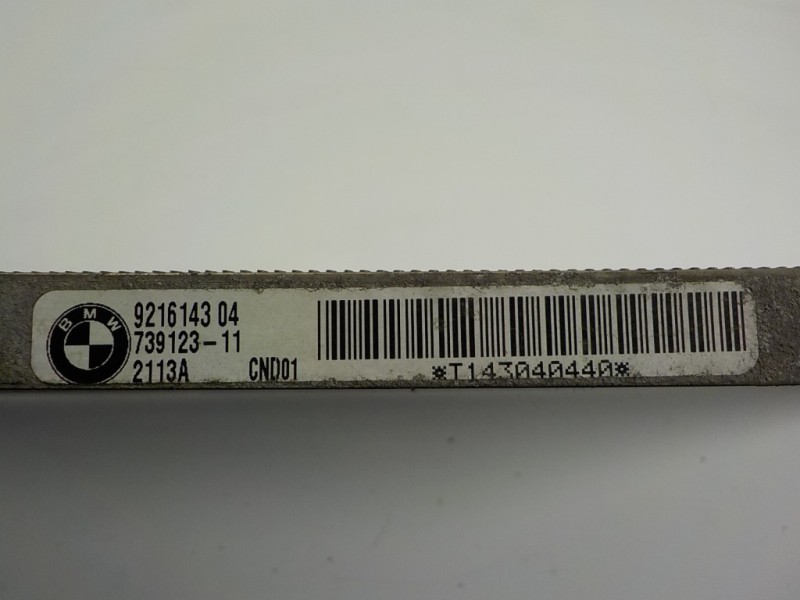 BMW
9216143 04
739123-11
2113A CND01
*T143040440*